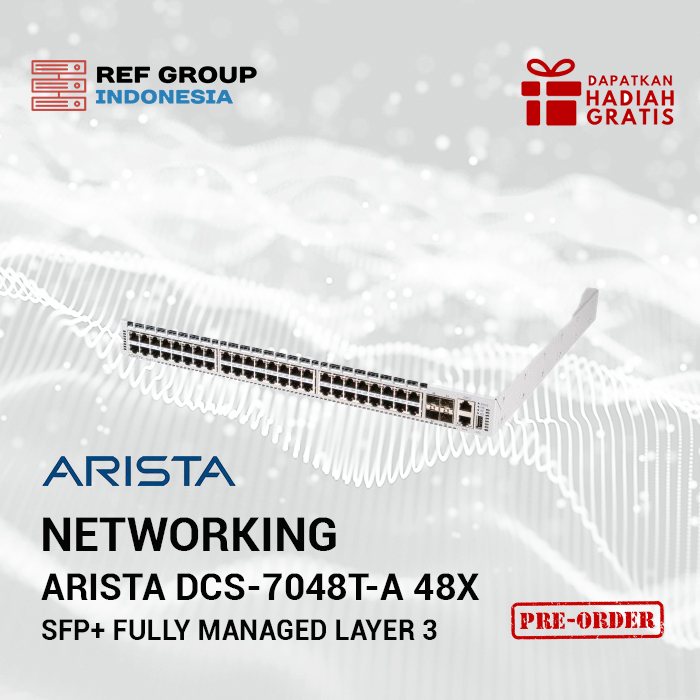 REF GROUP
INDONESIA
DAPATKAN
HADIAH
GRATIS
ARISTA
NETWORKING
ARISTA DCS-7048T-A 48X
SFP+ FULLY MANAGED LAYER 3
PRE-ORDER